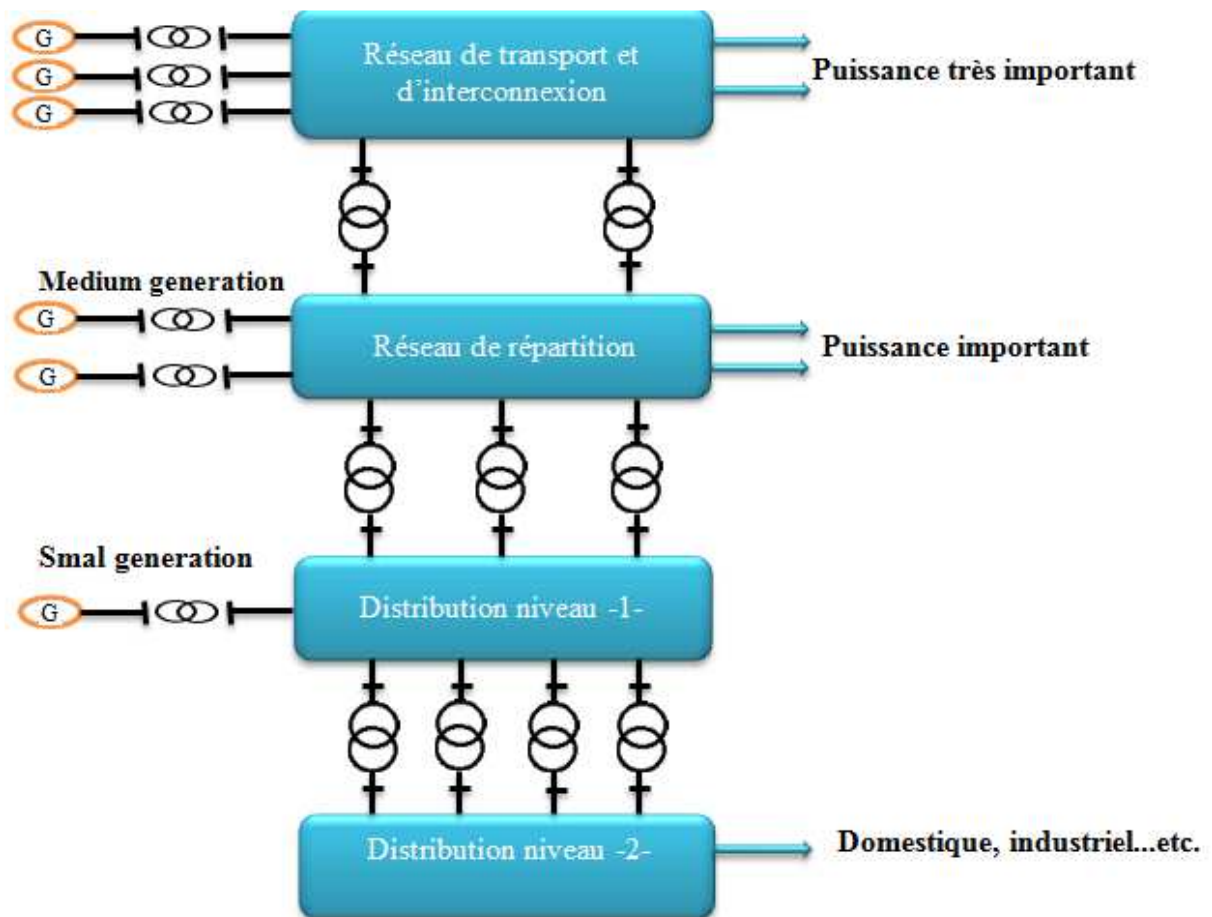 G
G
G
Réseau de transport et
d'interconnexion
Puissance très important
Medium generation
G
G
Réseau de répartition
Puissance important
Smal generation
G
Distribution niveau -1-
Distribution niveau -2-
Domestique, industriel...etc.